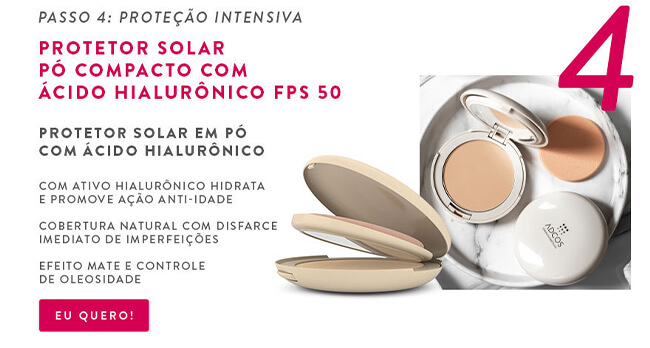 PASSO 4: PROTEÇÃO INTENSIVA
4
PROTETOR SOLAR
PÓ COMPACTO COM
ÁCIDO HIALURÔNICO FPS 50
PROTETOR SOLAR EM PÓ
COM ÁCIDO HIALURÔNICO
COM ATIVO HIALURÔNICO HIDRATA
E PROMOVE AÇÃO ANTI-IDADE
COBERTURA NATURAL COM DISFARCE
IMEDIATO DE IMPERFEIÇÕES
EFEITO MATE E CONTROLE
DE OLEOSIDADE
EU QUERO!
ADCOS